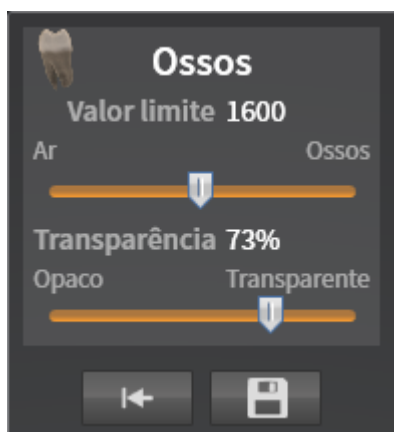 Ossos
Valor limite 1600
Ar Ossos
Transparência 73%
Opaco Transparente